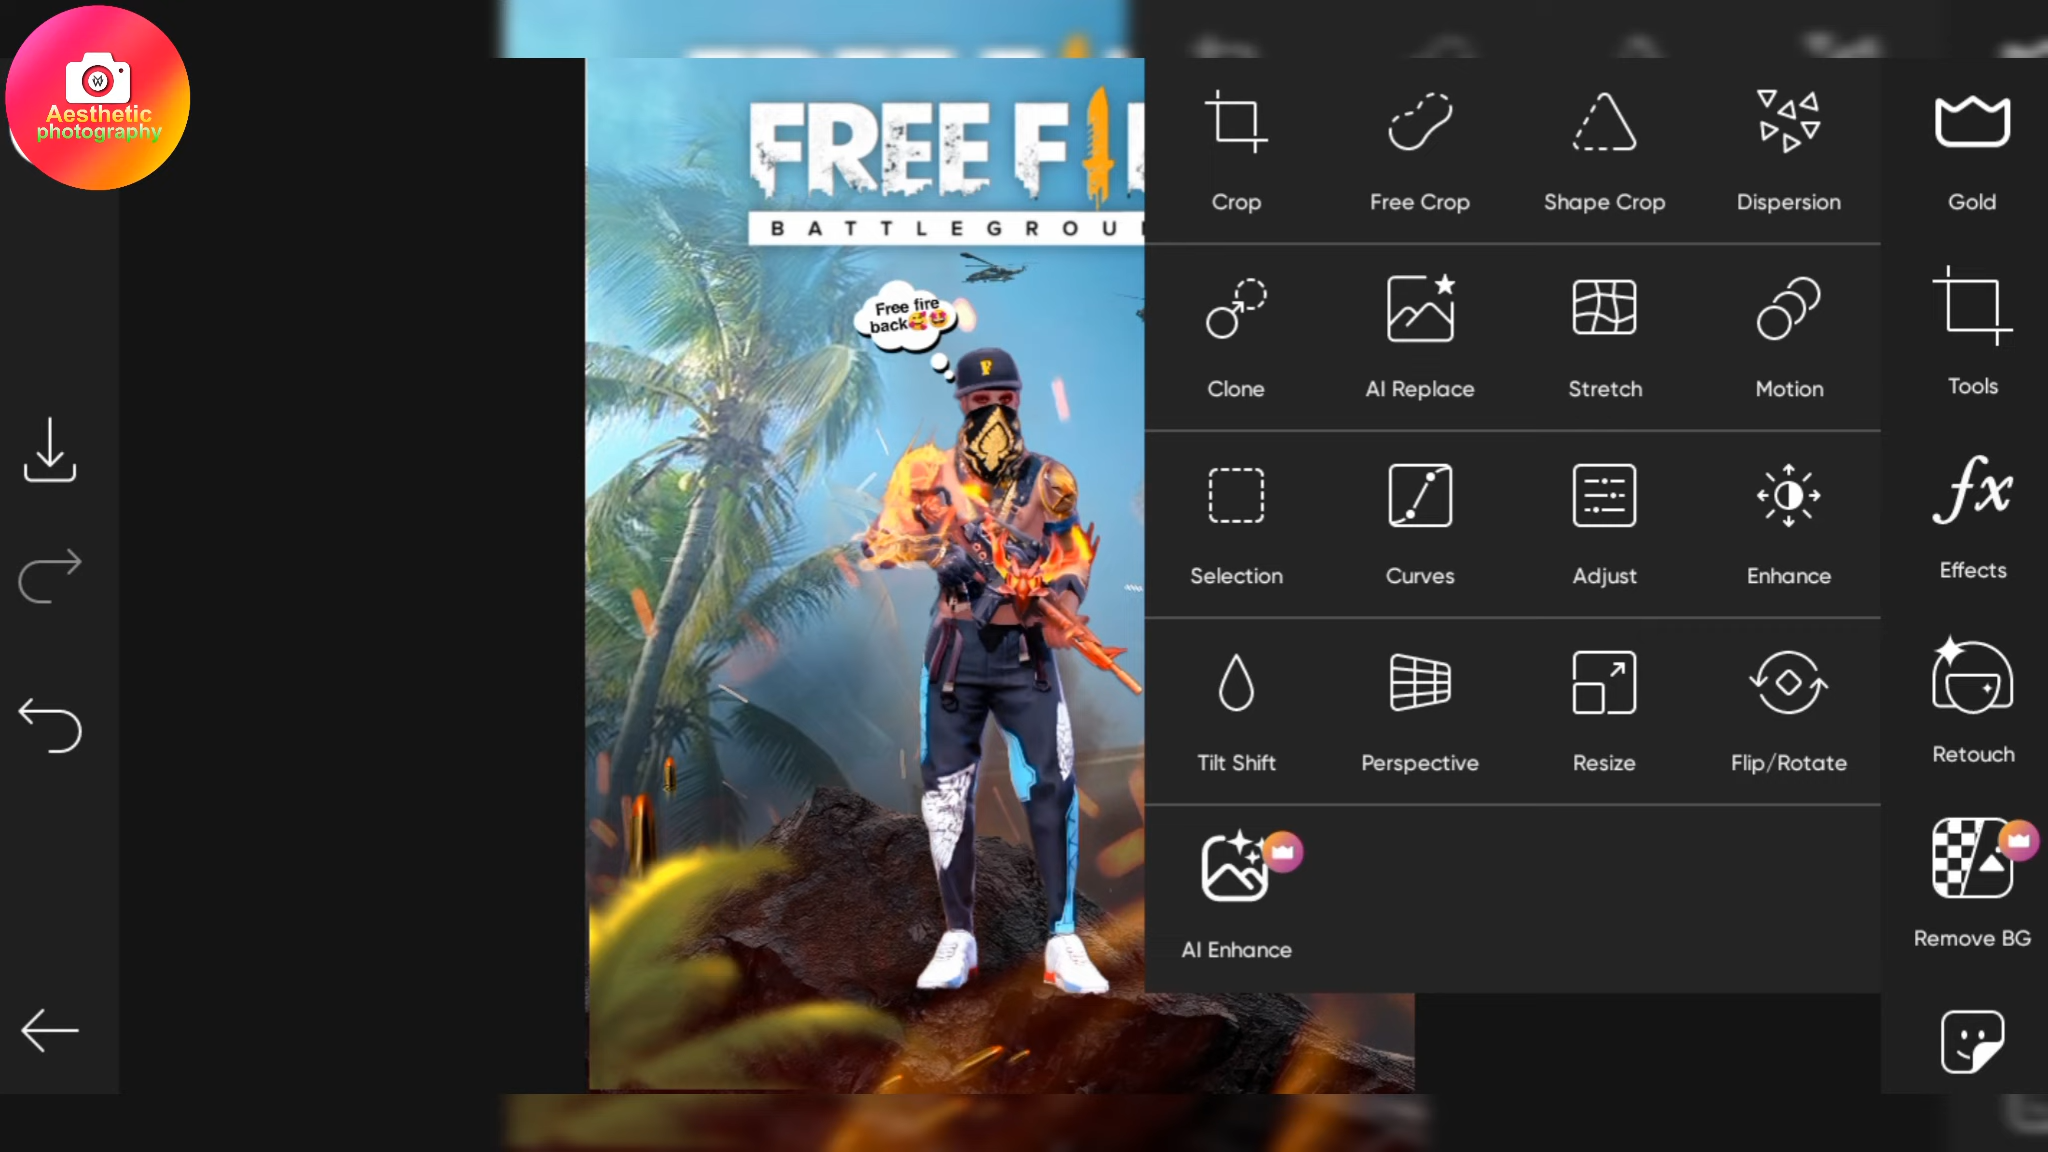 Aesthetic
photography
FREE F
BATTLEGROU
Free fire
back🥰🤩
F
Crop
Free Crop
Shape Crop
Dispersion
Gold
Clone
AI Replace
Stretch
Motion
Tools
Selection
Curves
Adjust
Enhance
fx
Effects
Tilt Shift
Perspective
Resize
Flip/Rotate
Retouch
AI Enhance
Remove BG